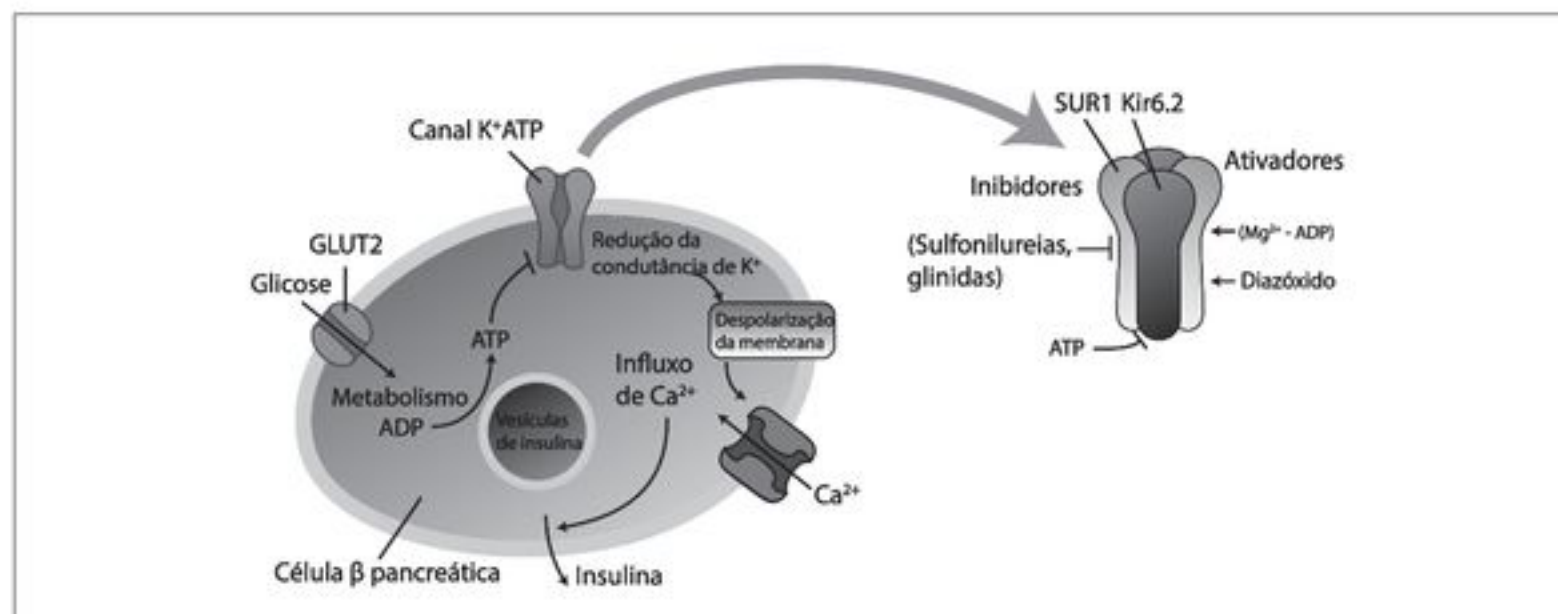 Canal K⁺ATP
GLUT2
Glicose
Redução da
condutância de K⁺
ATP
Despolarização
da membrana
Influxo
de Ca²⁺
Metabolismo
ADP
Vesículas
de insulina
Ca²⁺
Célula β pancreática
Insulina
SUR1 Kir6.2
Inibidores
Ativadores
(Sulfonilureias,
glinidas)
(Mg²⁺ - ADP)
Diazóxido
ATP